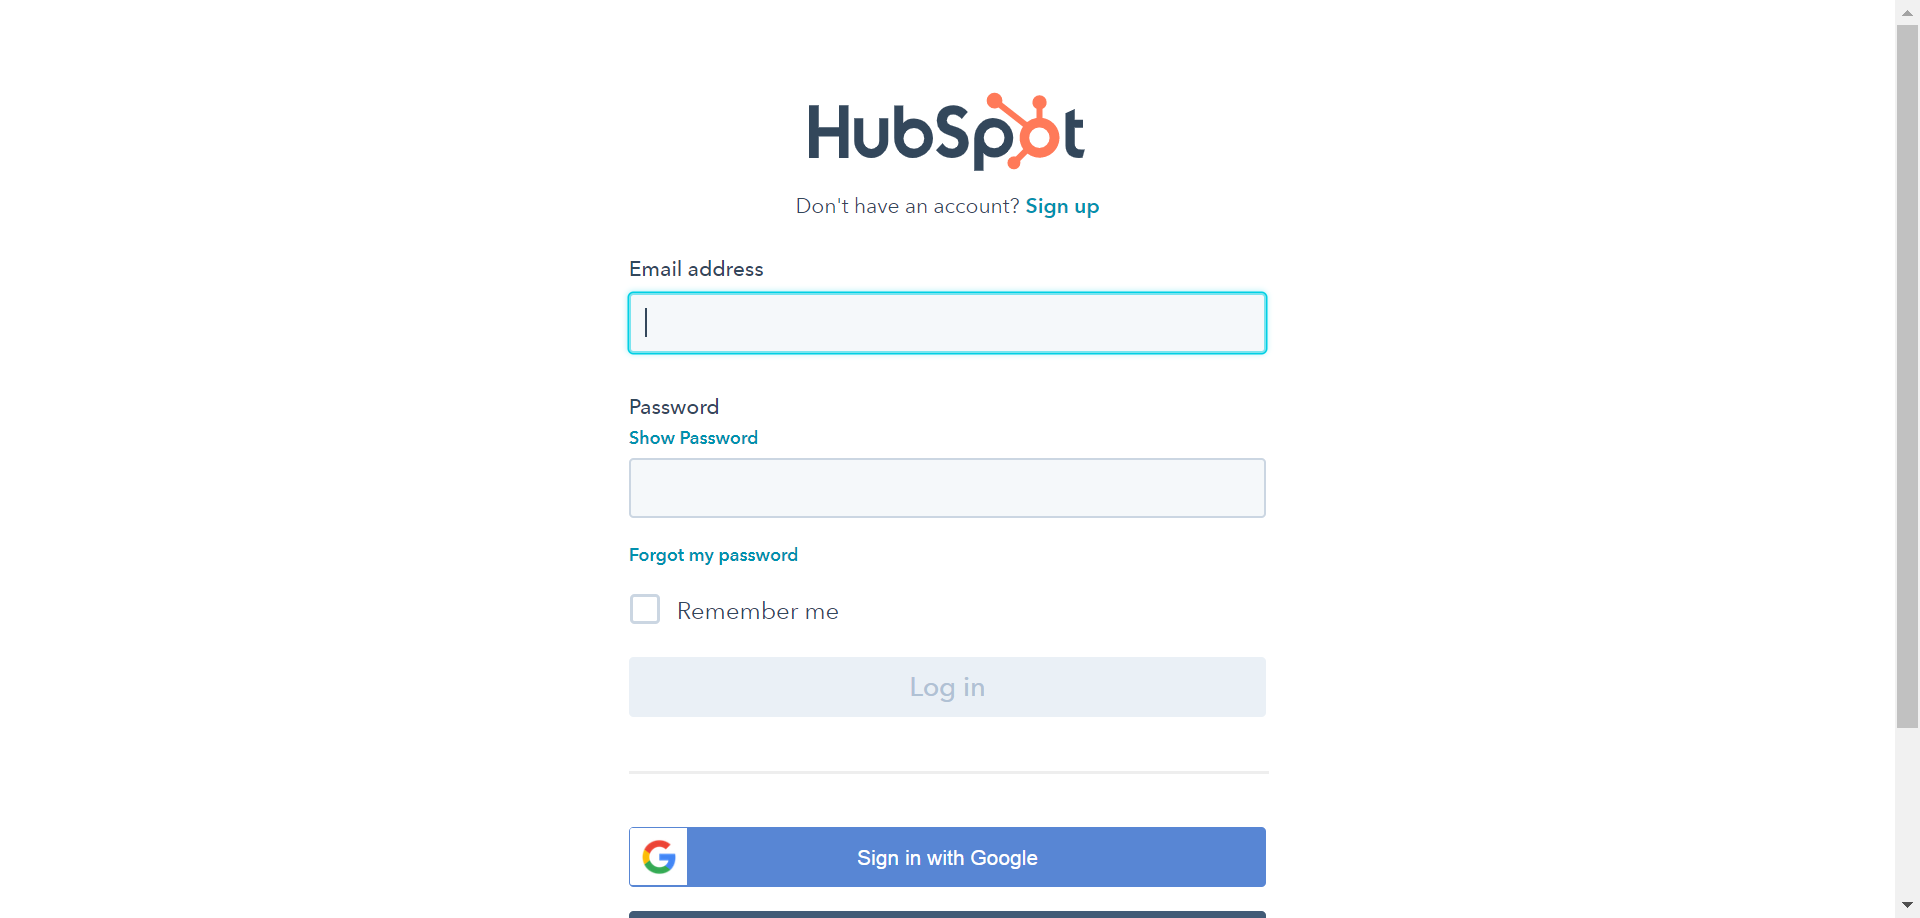 HubSpot
Don't have an account? Sign up
Email address
Password
Show Password
Forgot my password
Remember me
Log in
Sign in with Google